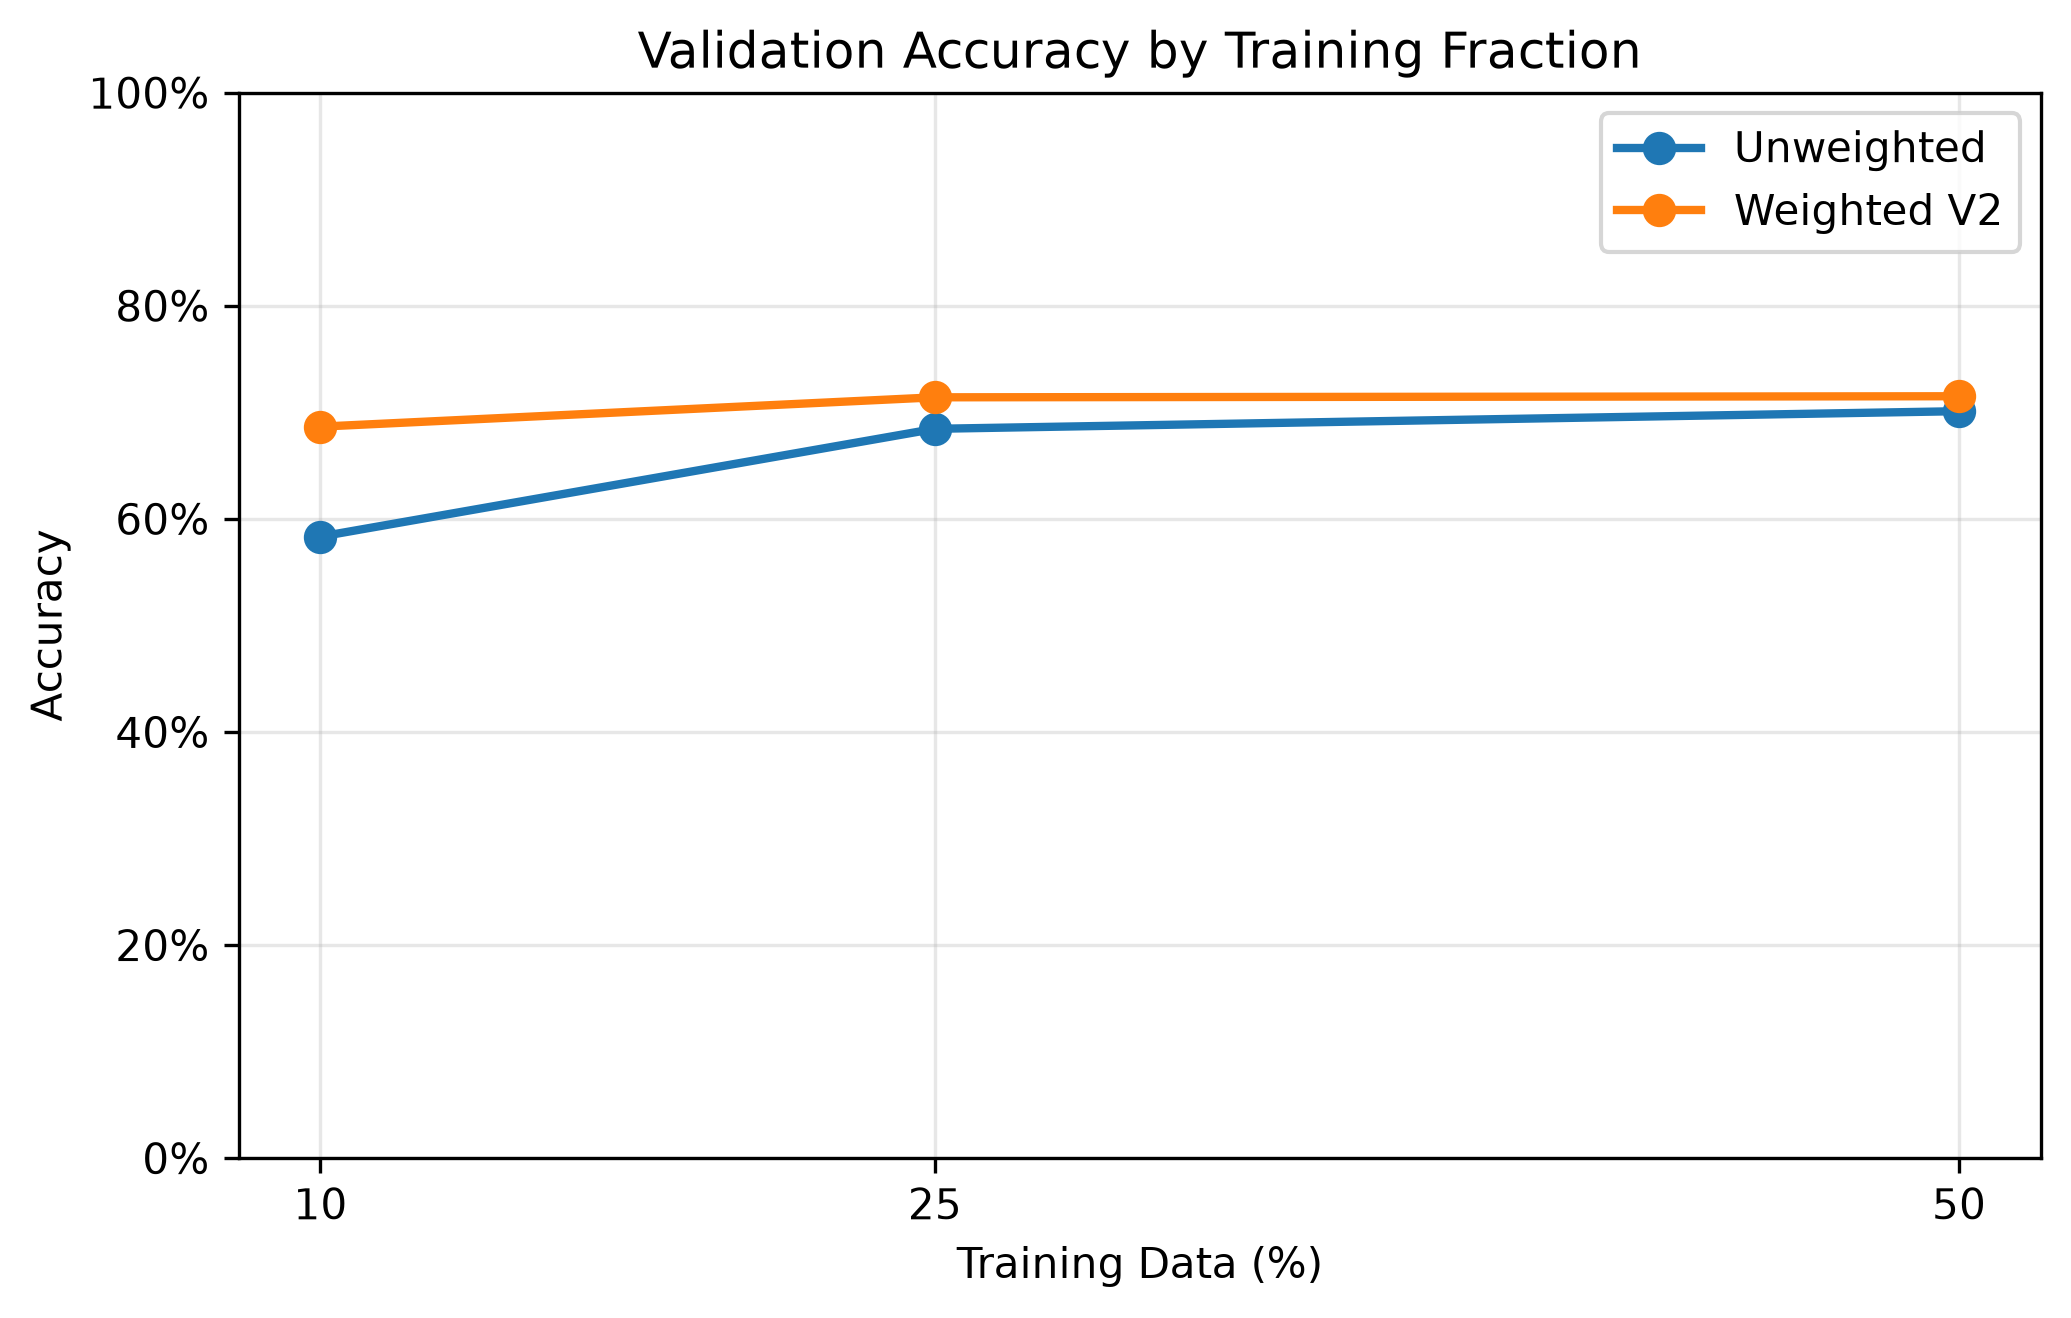 Validation Accuracy by Training Fraction
100%
80%
60%
40%
20%
0%
Accuracy
Unweighted
Weighted V2
10 25 50
Training Data (%)